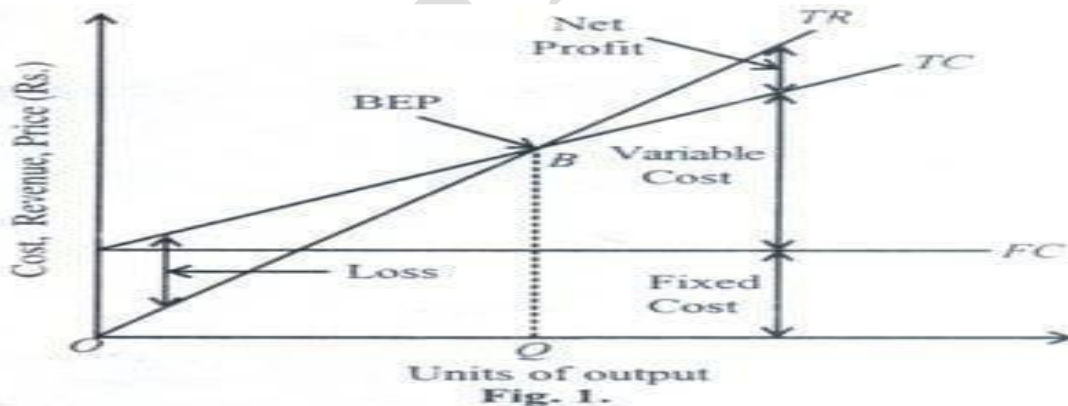 Net
Profit
TR
TC
BEP
B
Variable
Cost
Cost, Revenue, Price (Rs.)
FC
Loss
Fixed
Cost
O
Q
Units of output
Fig. 1.